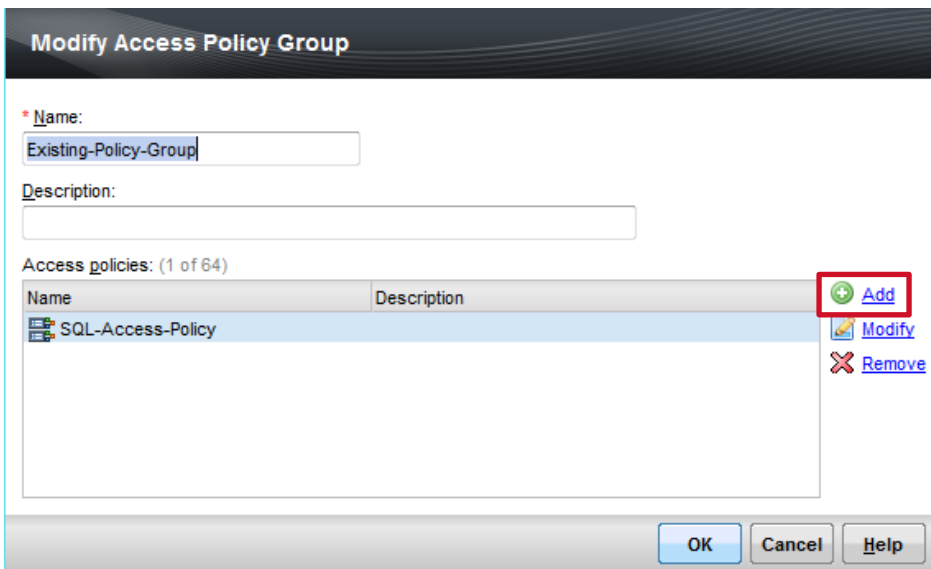 Modify Access Policy Group
* Name:
Existing-Policy-Group
Description:
Access policies: (1 of 64)
Name Description
SQL-Access-Policy
Add
Modify
Remove
OK Cancel Help